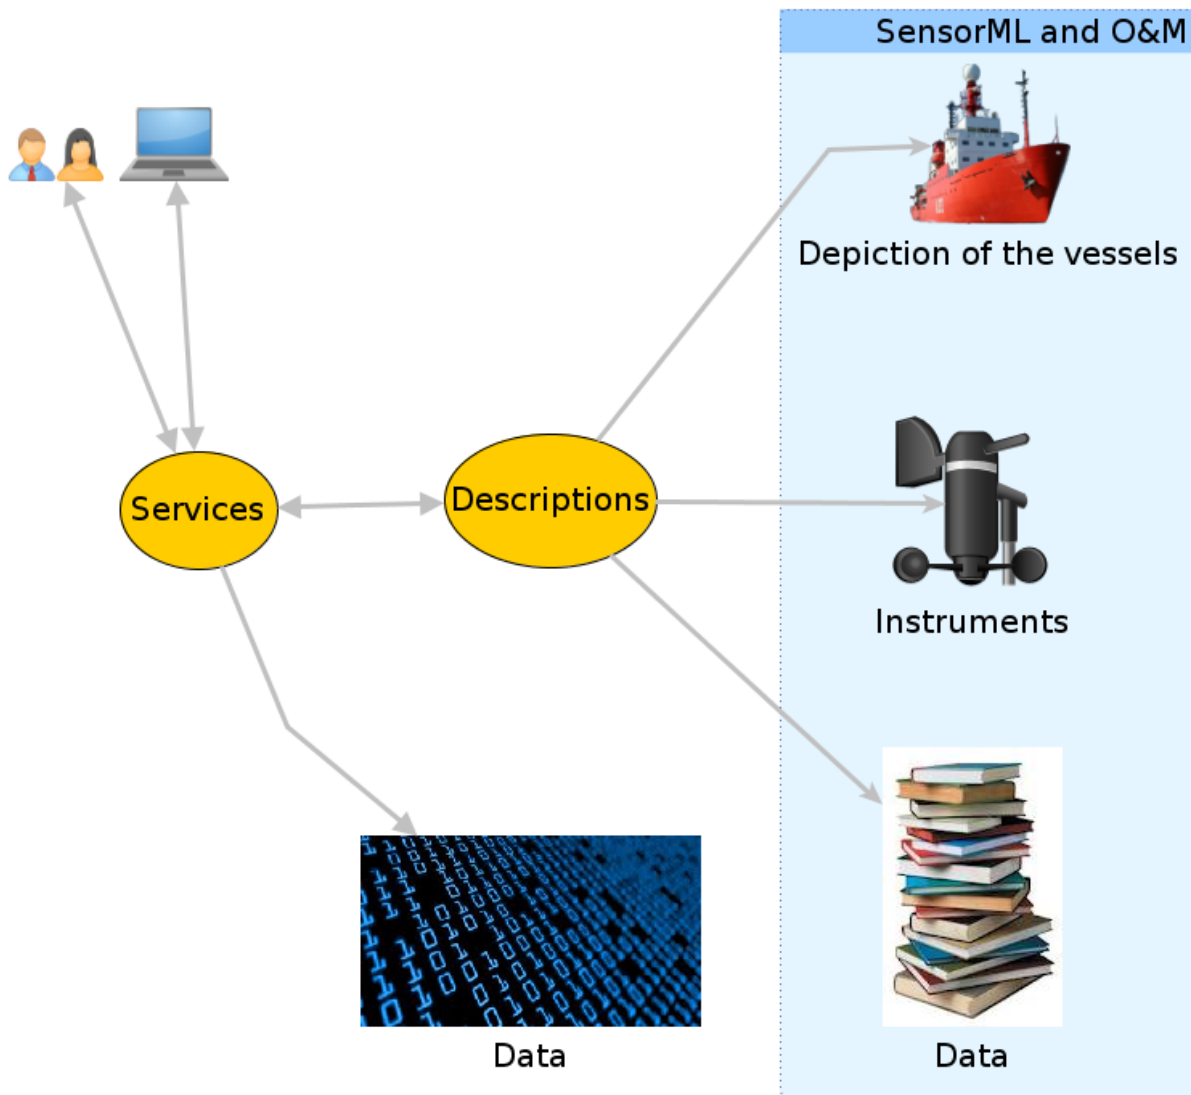 SensorML and O&M
Depiction of the vessels
Services
Descriptions
Instruments
Data
Data